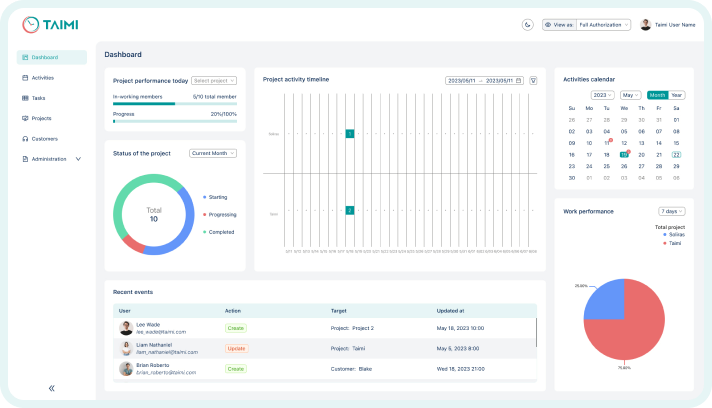 TAIMI
View as: Full Authorization
Taimi User Name
Dashboard
Activities
Tasks
Projects
Customers
Administration
Dashboard
Project performance today
Select project
In-working members
5/10 total member
Progress
20%/100%
Status of the project
Current Month
Total
10
Starting
Progressing
Completed
Project activity timeline
2023/05/11 → 2023/05/11
Soliras
Taimi
Activities calendar
2023
May
Month Year
Su Mo Tu We Th Fr Sa
26 27 28 29 30 31 01
02 03 04 05 06 07 08
09 10 11 12 13 14 15
16 17 18 19 20 21 22
23 24 25 26 27 28 29
30 01 02 03 04 05 06
Work performance
7 days
Total project
Soliras
Taimi
25.00%
75.00%
Recent events
User Action Target Updated at
Lee Wade
lee_wade@taimi.com
Create
Project: Project 2
May 18, 2023 10:00
Liam Nathaniel
liam_nathaniel@taimi.com
Update
Project: Taimi
May 5, 2023 8:00
Brian Roberto
brian_roberto@taimi.com
Create
Customer: Blake
Wed 18, 2023 21:00